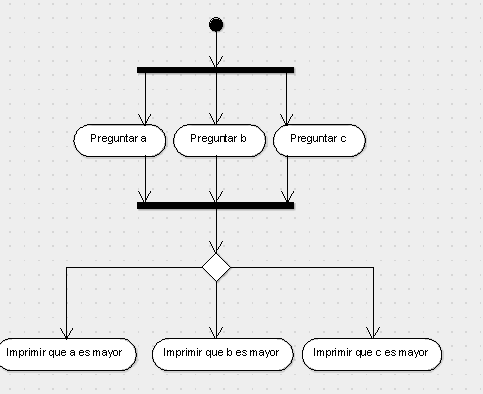 Preguntar a
Preguntar b
Preguntar c
Imprimir que a es mayor
Imprimir que b es mayor
Imprimir que c es mayor